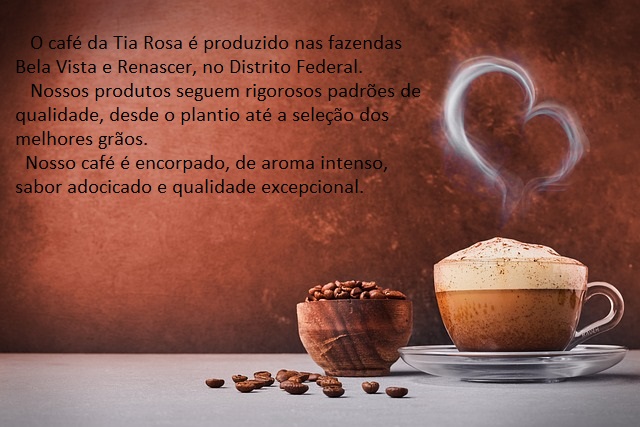 O café da Tia Rosa é produzido nas fazendas
Bela Vista e Renascer, no Distrito Federal.
Nossos produtos seguem rigorosos padrões de
qualidade, desde o plantio até a seleção dos
melhores grãos.
Nosso café é encorpado, de aroma intenso,
sabor adocicado e qualidade excepcional.